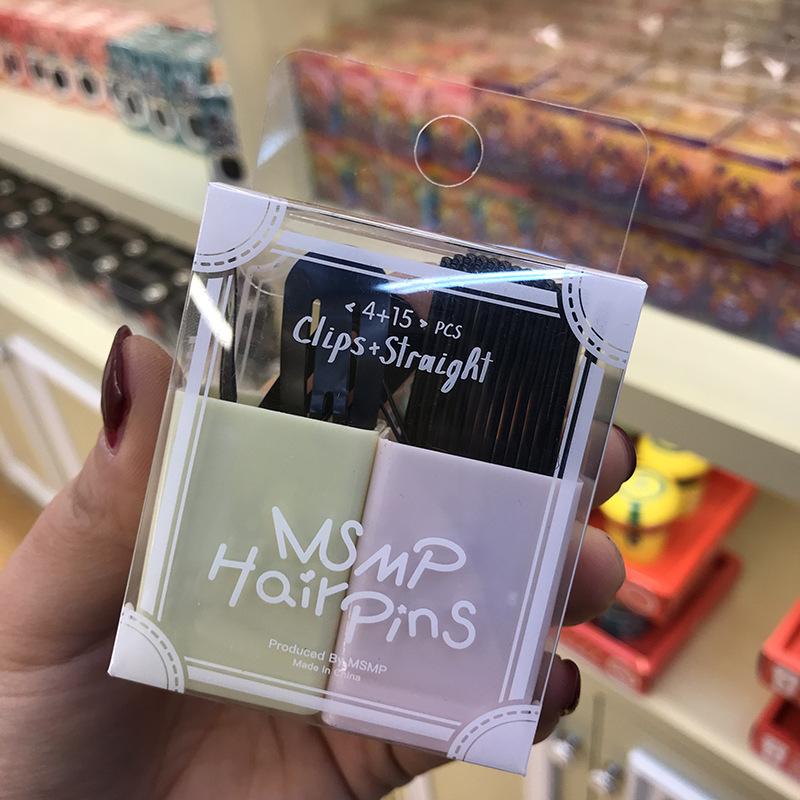 < 4+15 > PCS
Clips+Straight
MSMP
HairPins
Produced By MSMP
Made in China